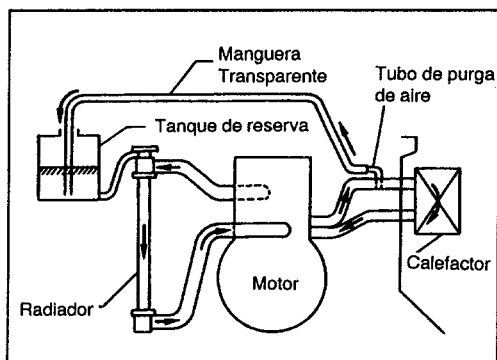 Manguera
Transparente
Tubo de purga
de aire
Tanque de reserva
Motor
Calefactor
Radiador